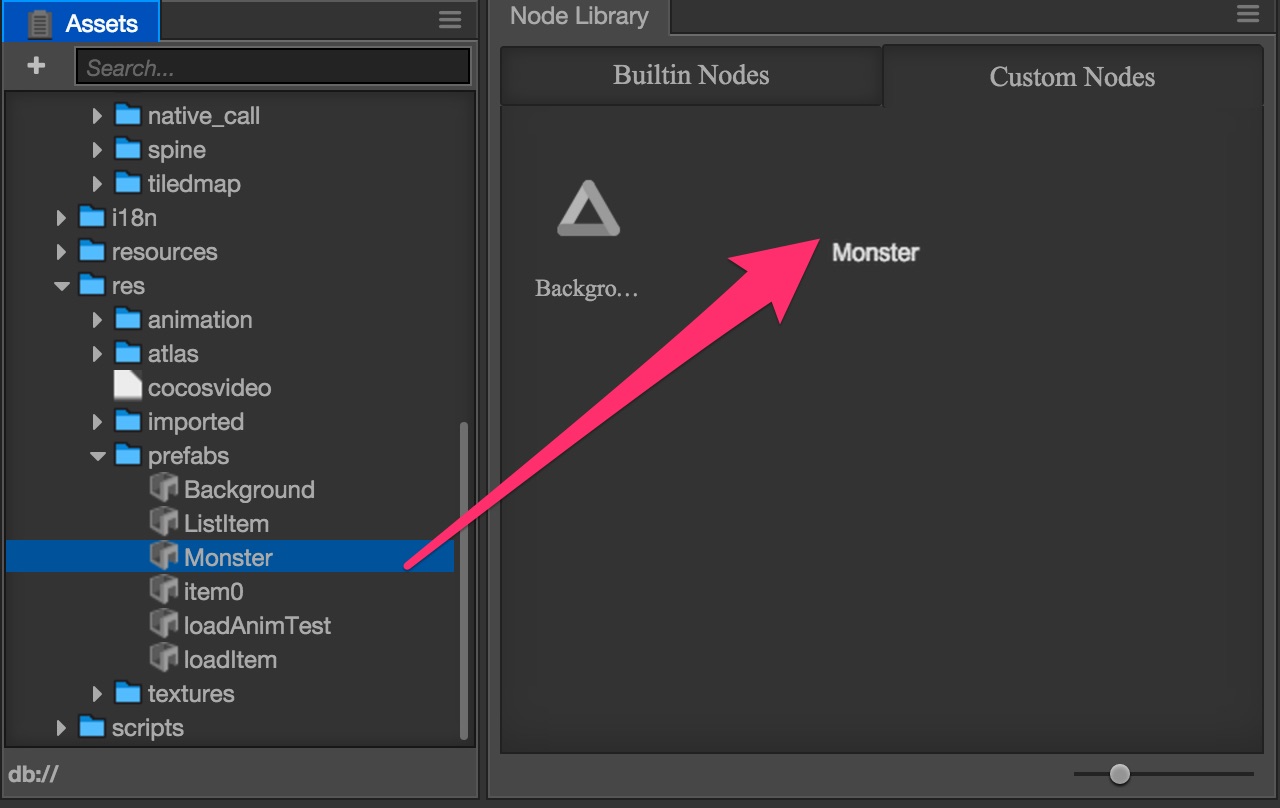 Assets
Search...
native_call
spine
tiledmap
i18n
resources
res
animation
atlas
cocosvideo
imported
prefabs
Background
ListItem
Monster
item0
loadAnimTest
loadItem
textures
scripts
db://
Node Library
Builtin Nodes
Custom Nodes
Backgro...
Monster